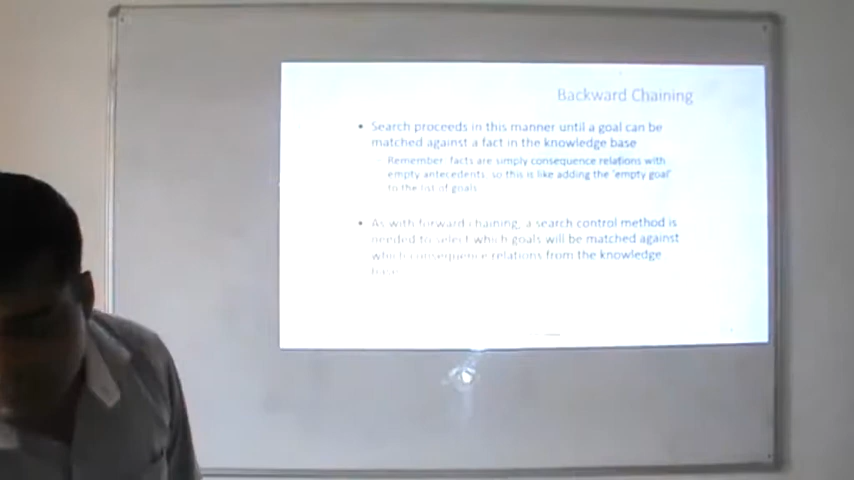 Backward Chaining
• Search proceeds in this manner until a goal can be
matched against a fact in the knowledge base
– Remember: facts are simply consequence relations with
empty antecedents, so this is like adding the 'empty goal'
to the list of goals
• As with forward chaining, a search control method is
needed to select which goals will be matched against
which consequence relations from the knowledge
base